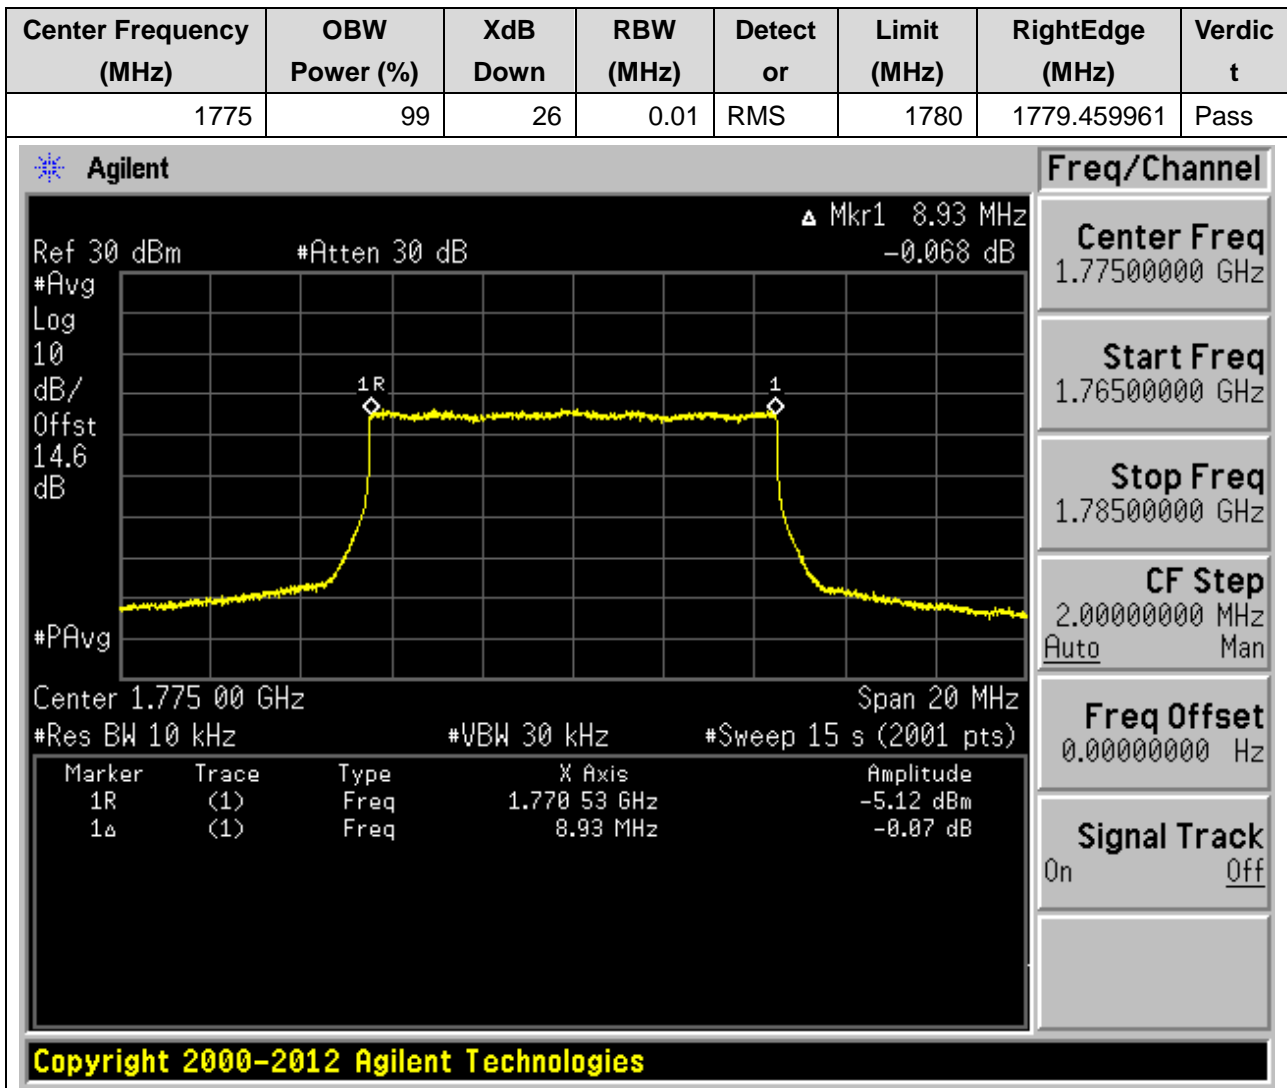 Center Frequency (MHz) OBW Power (%) XdB Down RBW (MHz) Detect or Limit (MHz) RightEdge (MHz) Verdic t
1775 99 26 0.01 RMS 1780 1779.459961 Pass
Agilent
Freq/Channel
Δ Mkr1 8.93 MHz
Ref 30 dBm #Atten 30 dB -0.068 dB
#Avg
Log
10
dB/
Offst
14.6
dB
1R
1
#PAvg
Center 1.775 00 GHz Span 20 MHz
#Res BW 10 kHz #VBW 30 kHz #Sweep 15 s (2001 pts)
Marker Trace Type X Axis Amplitude
1R (1) Freq 1.770 53 GHz -5.12 dBm
1Δ (1) Freq 8.93 MHz -0.07 dB
Center Freq
1.77500000 GHz
Start Freq
1.76500000 GHz
Stop Freq
1.78500000 GHz
CF Step
2.00000000 MHz
Auto Man
Freq Offset
0.00000000 Hz
Signal Track
On Off
Copyright 2000-2012 Agilent Technologies